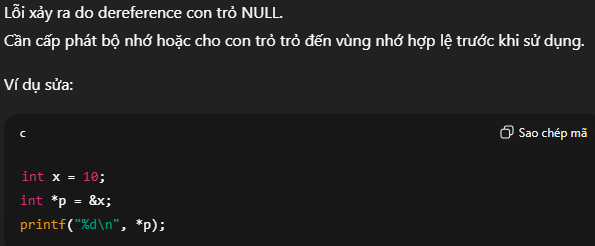 Lỗi xảy ra do dereference con trỏ NULL.
Cần cấp phát bộ nhớ hoặc cho con trỏ trỏ đến vùng nhớ hợp lệ trước khi sử dụng.
Ví dụ sửa:
c Sao chép mã
int x = 10;
int *p = &x;
printf("%d\n", *p);